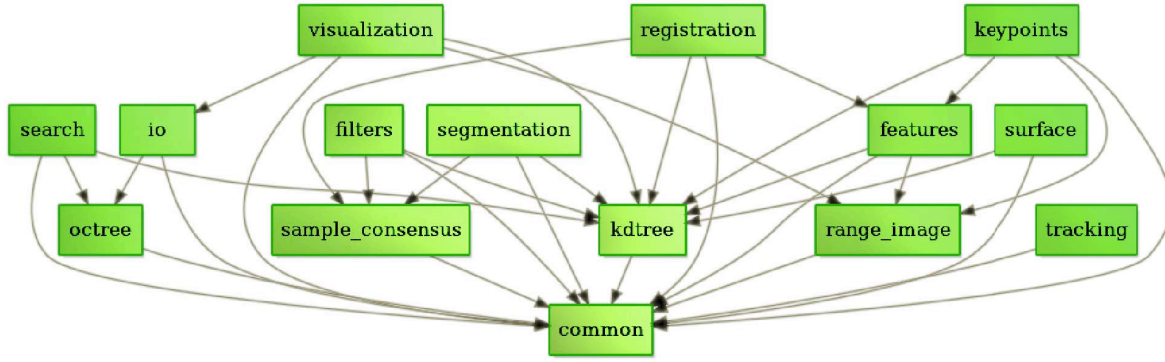 visualization
registration
keypoints
search
io
filters
segmentation
features
surface
octree
sample_consensus
kdtree
range_image
tracking
common